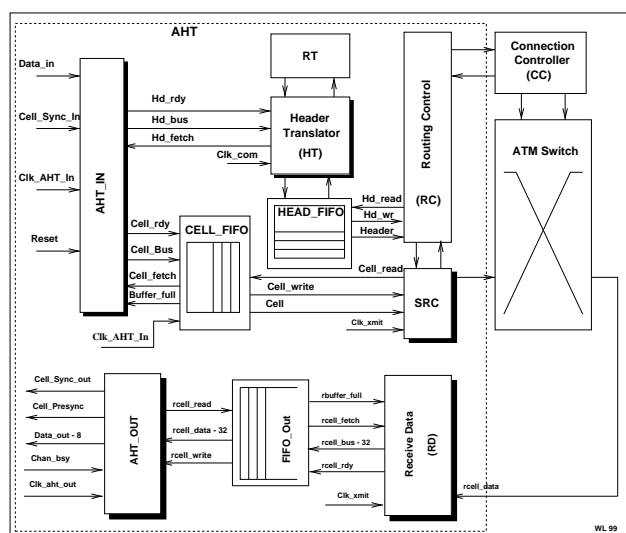 AHT
RT
Connection
Controller
(CC)
Data_in
Cell_Sync_In
Clk_AHT_In
Reset
AHT_IN
Hd_rdy
Hd_bus
Hd_fetch
Clk_com
Header
Translator
(HT)
Routing Control
(RC)
ATM Switch
HEAD_FIFO
Hd_read
Hd_wr
Header
Cell_rdy
Cell_Bus
Cell_fetch
Buffer_full
CELL_FIFO
Cell_read
Cell_write
Cell
Clk_xmit
SRC
Clk_AHT_In
Cell_Sync_out
Cell_Presync
Data_out - 8
Chan_bsy
Clk_aht_out
AHT_OUT
rcell_read
rcell_data - 32
rcell_write
FIFO_Out
rbuffer_full
rcell_fetch
rcell_bus - 32
rcell_rdy
Clk_xmit
Receive Data
(RD)
rcell_data
WL 99